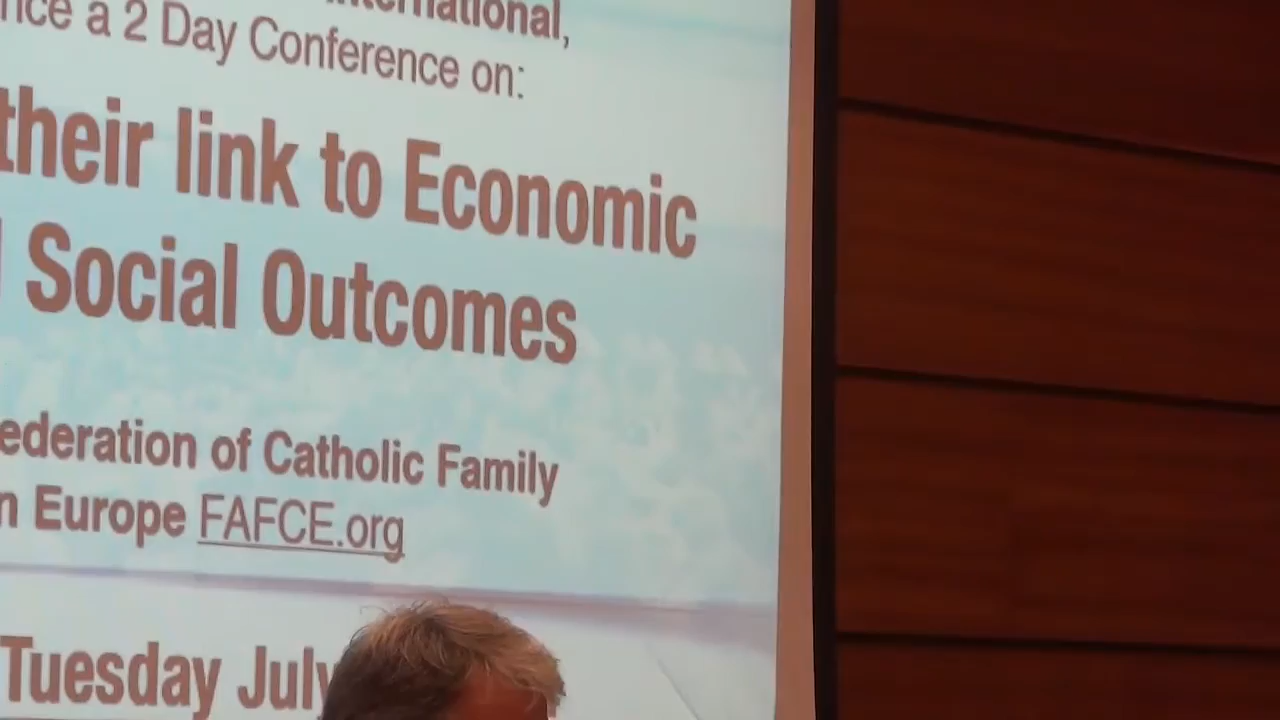 International,
a 2 Day Conference on:
their link to Economic
Social Outcomes
ederation of Catholic Family
n Europe FAFCE.org
Tuesday July